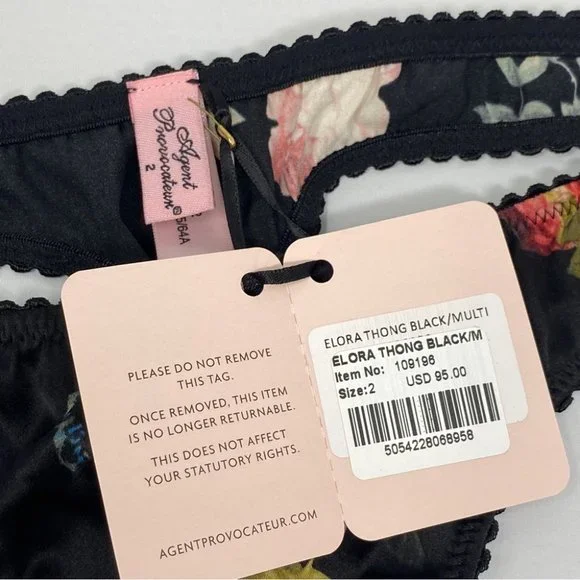 Agent
Provocateur®
2
5/64A
PLEASE DO NOT REMOVE
THIS TAG.
ONCE REMOVED, THIS ITEM
IS NO LONGER RETURNABLE.
THIS DOES NOT AFFECT
YOUR STATUTORY RIGHTS.
AGENTPROVOCATEUR.COM
ELORA THONG BLACK/MULTI
ELORA THONG BLACK/M
Item No: 109196
Size:2 USD 95.00
5054228068958